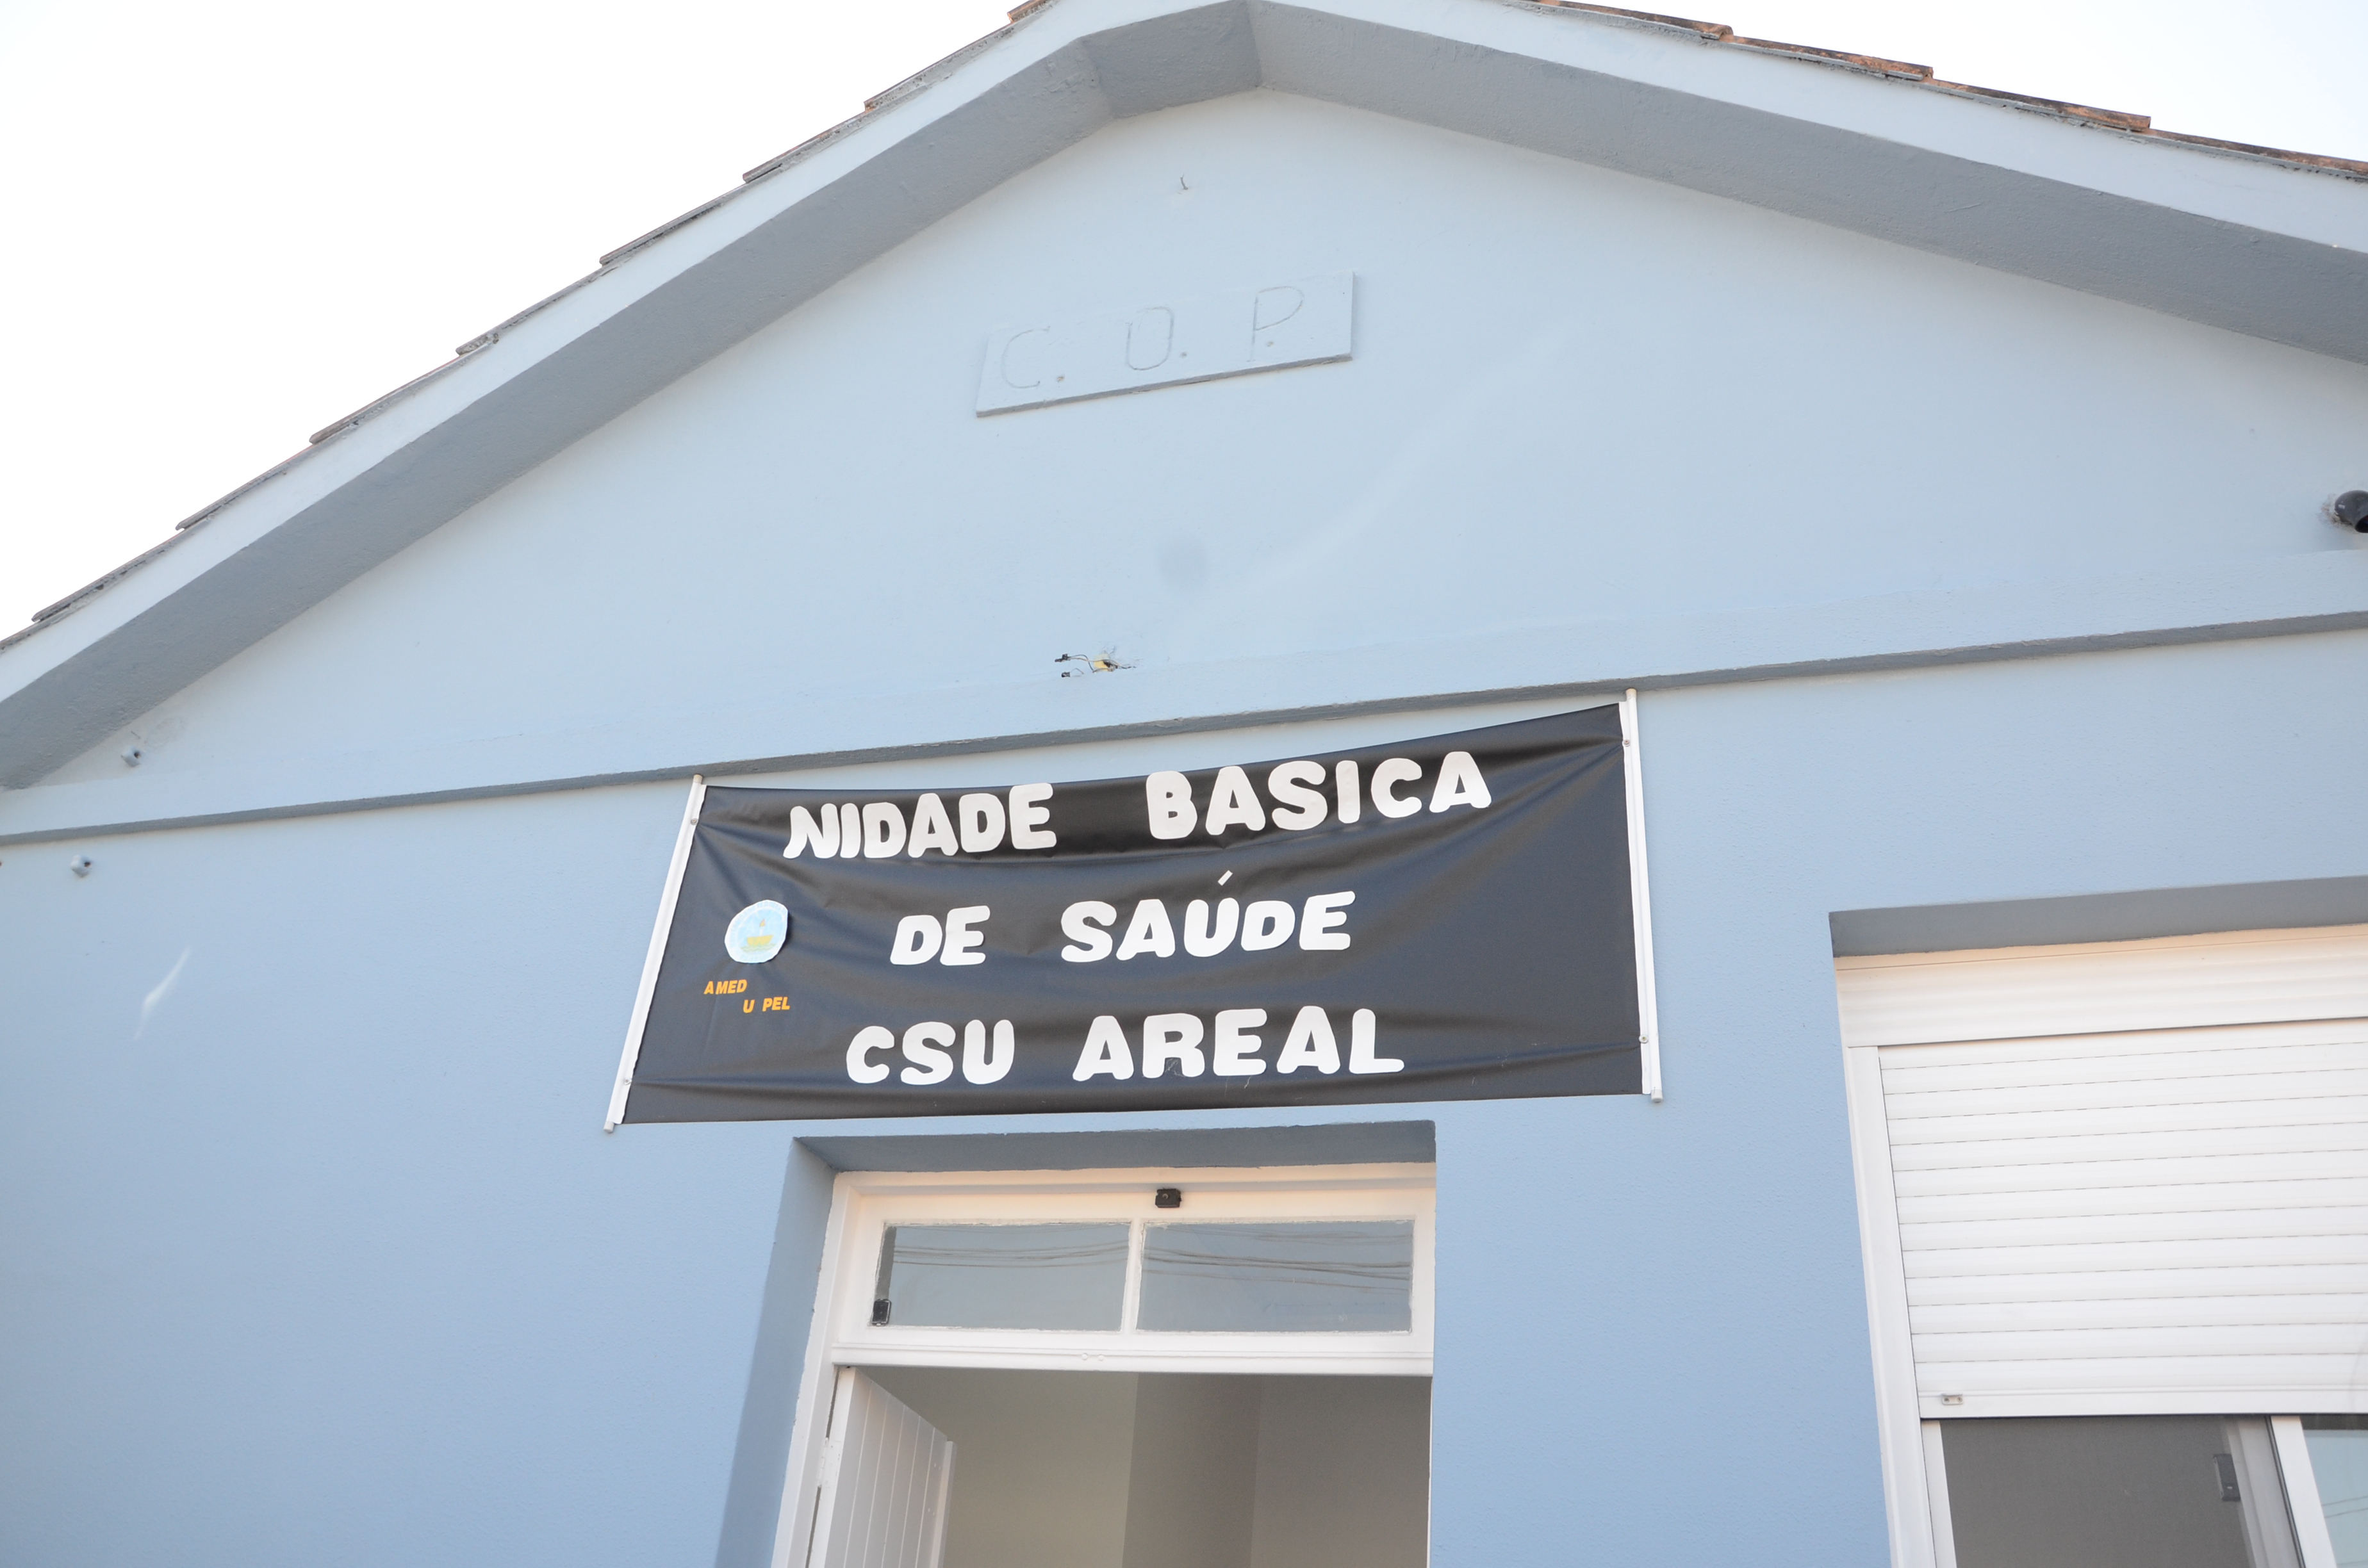 C. U. P.
NIDADE BASICA
DE SAÚDE
AMED
U PEL
CSU AREAL